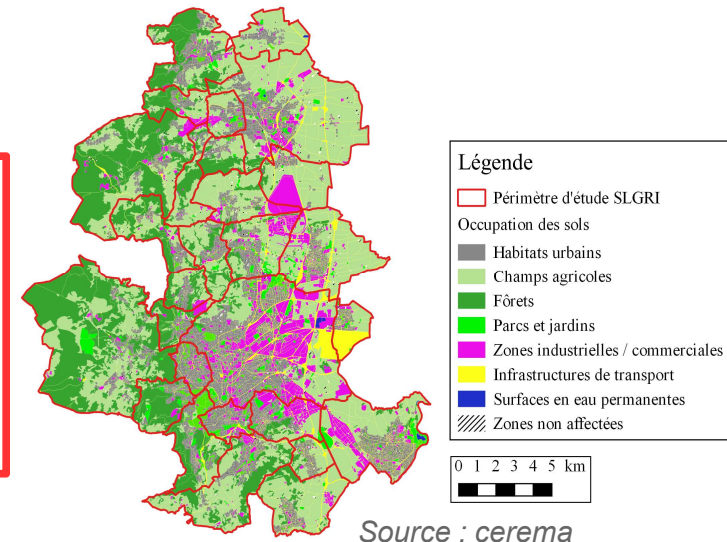 Légende
Périmètre d'étude SLGRI
Occupation des sols
Habitats urbains
Champs agricoles
Fôrets
Parcs et jardins
Zones industrielles / commerciales
Infrastructures de transport
Surfaces en eau permanentes
Zones non affectées
0 1 2 3 4 5 km
Source : cerema